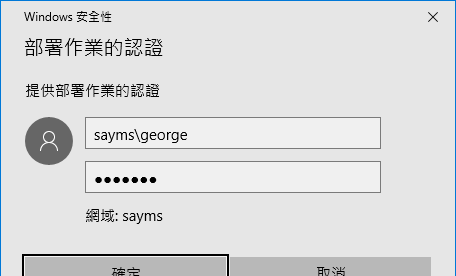 Windows 安全性
部署作業的認證
提供部署作業的認證
sayms\george
●●●●●●●
網域: sayms
確定
取消